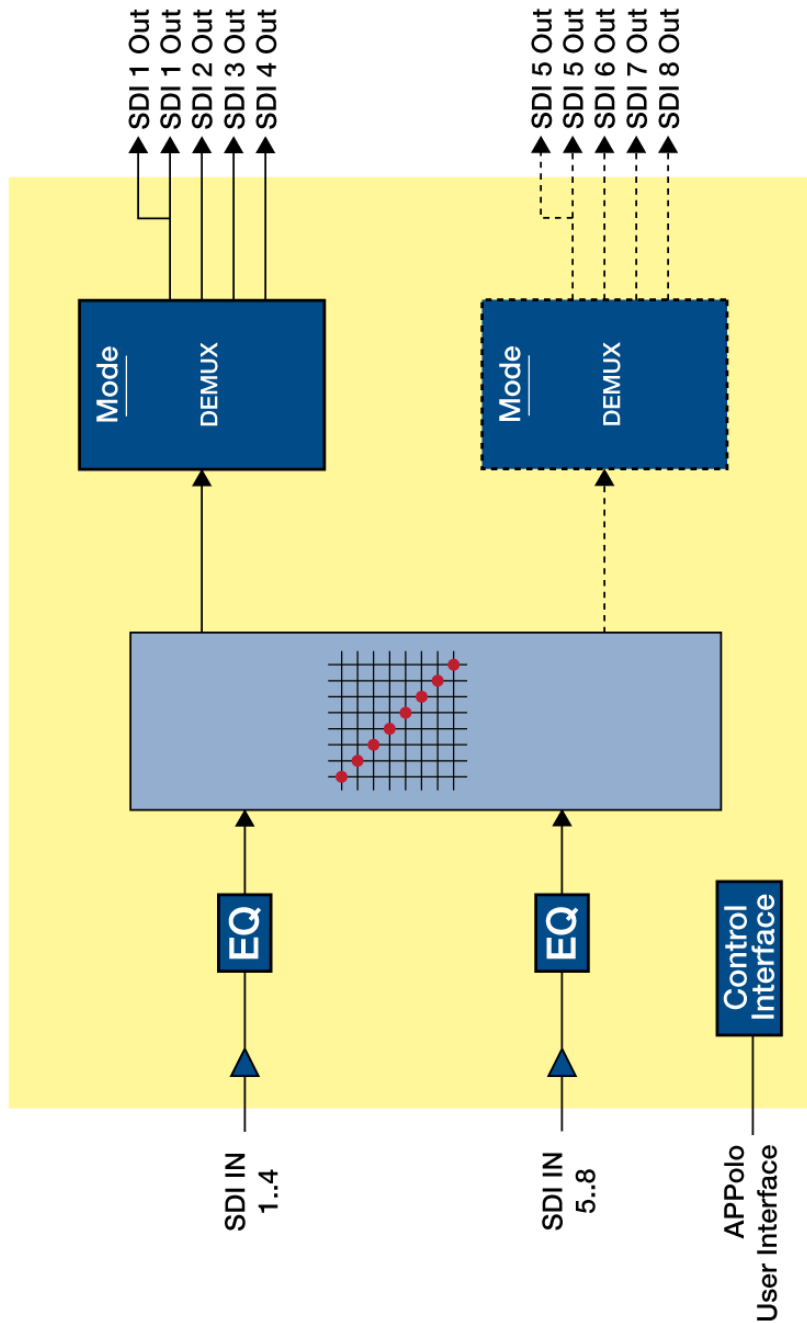 SDI IN
1..4
EQ
Mode
DEMUX
SDI 1 Out
SDI 1 Out
SDI 2 Out
SDI 3 Out
SDI 4 Out
SDI IN
5..8
EQ
Mode
DEMUX
SDI 5 Out
SDI 5 Out
SDI 6 Out
SDI 7 Out
SDI 8 Out
APPolo
User Interface
Control
Interface